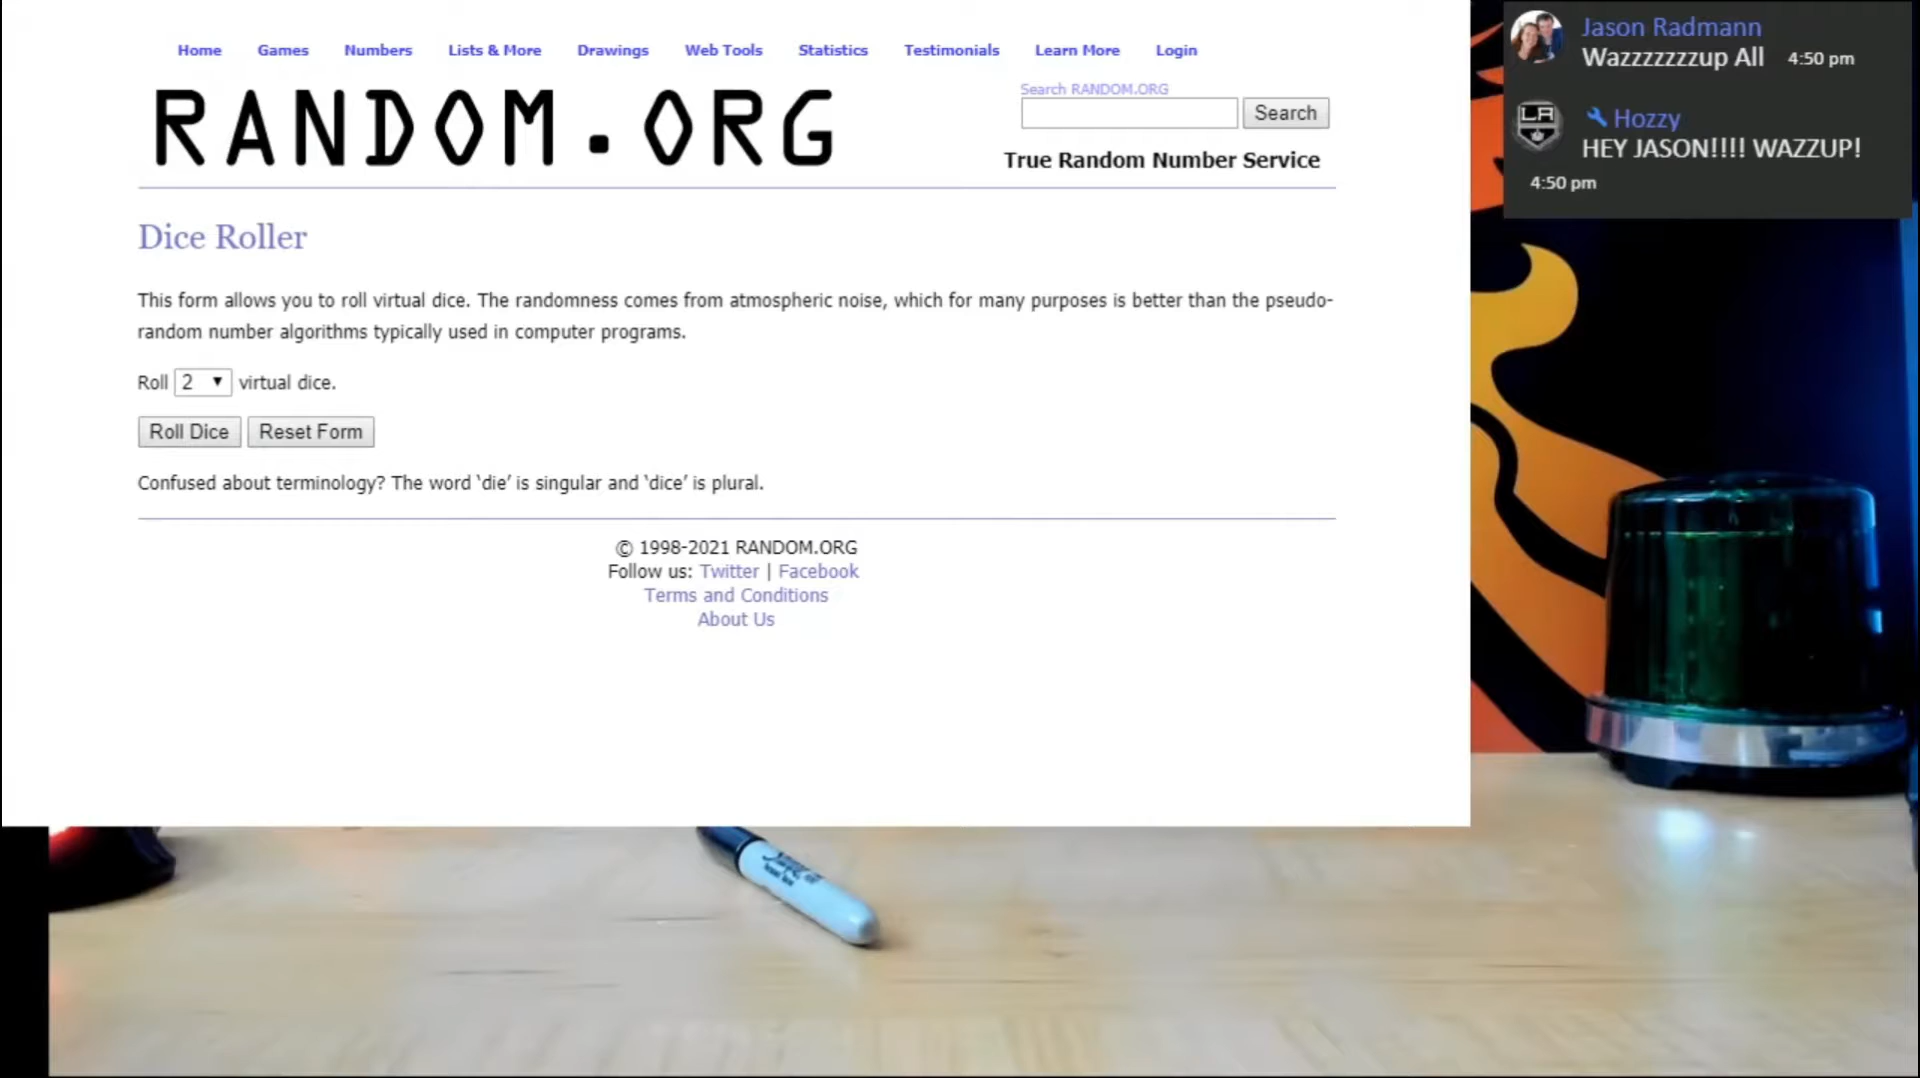 Home Games Numbers Lists & More Drawings Web Tools Statistics Testimonials Learn More Login
RANDOM.ORG
Search RANDOM.ORG
Search
True Random Number Service
Dice Roller
This form allows you to roll virtual dice. The randomness comes from atmospheric noise, which for many purposes is better than the pseudo-
random number algorithms typically used in computer programs.
Roll 2 virtual dice.
Roll Dice Reset Form
Confused about terminology? The word ‘die’ is singular and ‘dice’ is plural.
© 1998-2021 RANDOM.ORG
Follow us: Twitter | Facebook
Terms and Conditions
About Us
Jason Radmann
Wazzzzzzzup All 4:50 pm
LA
Hozzy
HEY JASON!!!! WAZZUP!
4:50 pm
Sharpie